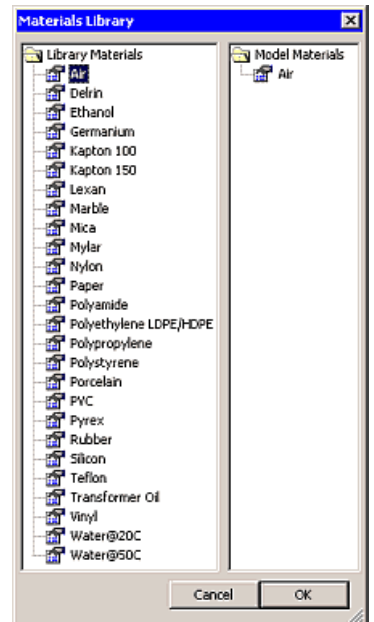 Materials Library
Library Materials
Air
Delrin
Ethanol
Germanium
Kapton 100
Kapton 150
Lexan
Marble
Mica
Mylar
Nylon
Paper
Polyamide
Polyethylene LDPE/HDPE
Polypropylene
Polystyrene
Porcelain
PVC
Pyrex
Rubber
Silicon
Teflon
Transformer Oil
Vinyl
Water@20C
Water@50C
Model Materials
Air
Cancel
OK